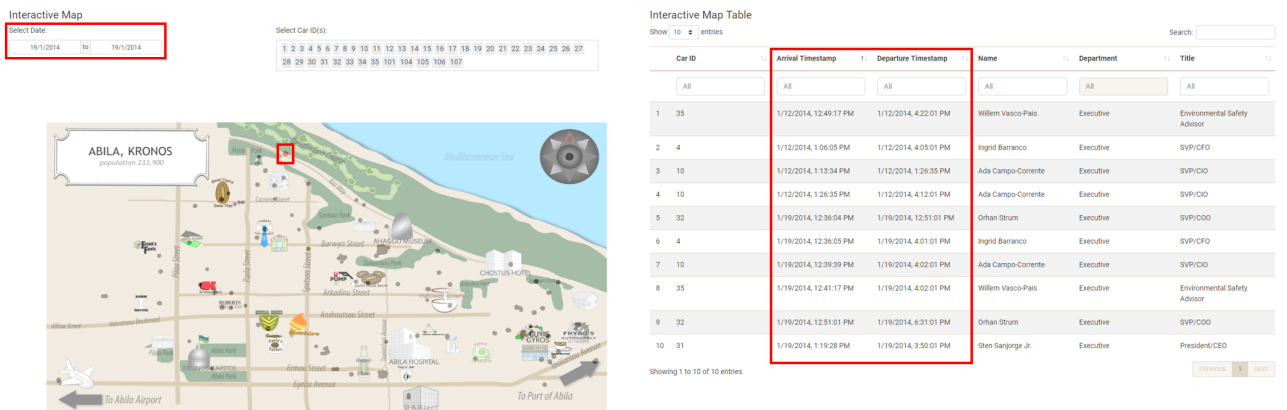 Interactive Map
Select Date:
19/1/2014 to 19/1/2014
Select Car ID(s):
1 2 3 4 5 6 7 8 9 10 11 12 13 14 15 16 17 18 19 20 21 22 23 24 25 26 27
28 29 30 31 32 33 34 35 101 104 105 106 107
ABILA, KRONOS
population 233,900
Mediterranean Sea
Spetson Park
Barwyn Street
AHAGGO MUSEUM
CHOSTUS HOTEL
PUMP
Arkadiou Street
ROBERTS
Androutsou Street
GUYS
GYROS
FRYDOS
AUTOSUPPLY
Abila Park
CAPITOL
Abila Park
ABILA HOSPITAL
Ermou Street
Egeou Avenue
To Abila Airport
To Port of Abila
Interactive Map Table
Show 10 entries
Search:
Car ID Arrival Timestamp Departure Timestamp Name Department Title
All All All All All All
1 35 1/12/2014, 12:49:17 PM 1/12/2014, 4:22:01 PM Willem Vasco-Pais Executive Environmental Safety
Advisor
2 4 1/12/2014, 1:06:05 PM 1/12/2014, 4:05:01 PM Ingrid Barranco Executive SVP/CFO
3 10 1/12/2014, 1:13:34 PM 1/12/2014, 1:26:35 PM Ada Campo-Corrente Executive SVP/CIO
4 10 1/12/2014, 1:26:35 PM 1/12/2014, 4:12:01 PM Ada Campo-Corrente Executive SVP/CIO
5 32 1/19/2014, 12:36:04 PM 1/19/2014, 12:51:01 PM Orhan Strum Executive SVP/COO
6 4 1/19/2014, 12:36:05 PM 1/19/2014, 4:01:01 PM Ingrid Barranco Executive SVP/CFO
7 10 1/19/2014, 12:39:39 PM 1/19/2014, 4:02:01 PM Ada Campo-Corrente Executive SVP/CIO
8 35 1/19/2014, 12:41:17 PM 1/19/2014, 4:02:01 PM Willem Vasco-Pais Executive Environmental Safety
Advisor
9 32 1/19/2014, 12:51:01 PM 1/19/2014, 6:31:01 PM Orhan Strum Executive SVP/COO
10 31 1/19/2014, 1:19:28 PM 1/19/2014, 3:50:01 PM Sten Sanjorge Jr. Executive President/CEO
Showing 1 to 10 of 10 entries
PREVIOUS 1 NEXT